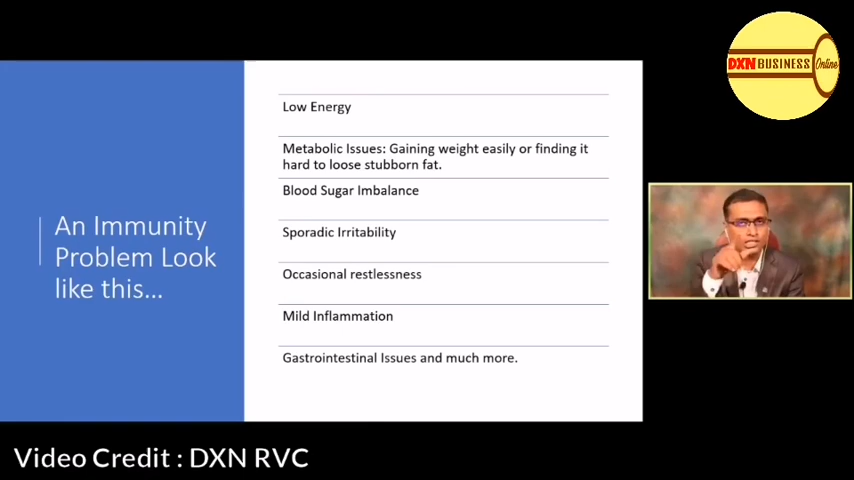 DXN BUSINESS Online
Low Energy
Metabolic Issues: Gaining weight easily or finding it
hard to loose stubborn fat.
Blood Sugar Imbalance
An Immunity
Problem Look
like this...
Sporadic Irritability
Occasional restlessness
Mild Inflammation
Gastrointestinal Issues and much more.
Video Credit : DXN RVC